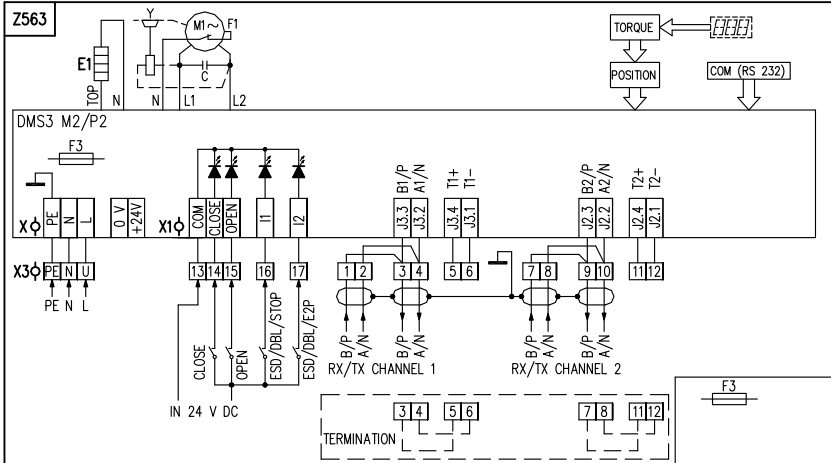 Z563
Y
M1~
F1
TORQUE
E1
C
POSITION
COM (RS 232)
TOP
N
N
L1
L2
DMS3 M2/P2
F3
B1/P
A1/N
T1+
T1-
B2/P
A2/N
T2+
T2-
X
PE
N
L
0 V
+24V
X1
COM
CLOSE
OPEN
I1
I2
J3.3
J3.2
J3.4
J3.1
J2.3
J2.2
J2.4
J2.1
X3
PE
N
U
13
14
15
16
17
1
2
3
4
5
6
7
8
9
10
11
12
PE
N
L
CLOSE
OPEN
ESD/DBL/STOP
ESD/DBL/E2P
B/P
A/N
B/P
A/N
B/P
A/N
B/P
A/N
RX/TX CHANNEL 1
RX/TX CHANNEL 2
IN 24 V DC
F3
3
4
5
6
7
8
11
12
TERMINATION